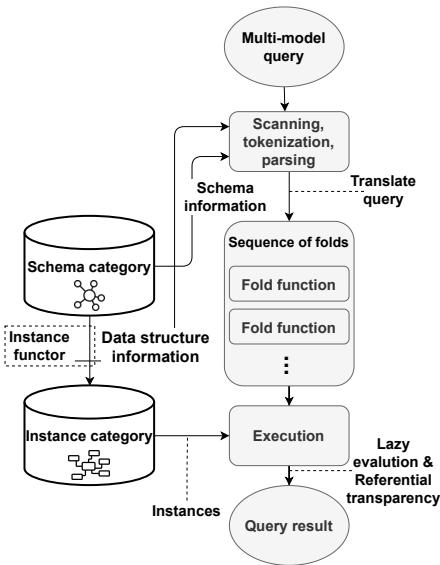 Multi-model
query
Scanning,
tokenization,
parsing
Schema
information
Translate
query
Sequence of folds
Schema category
Fold function
Fold function
Instance
functor
Data structure
information
Instance category
Execution
Lazy
evalution &
Referential
transparency
Instances
Query result